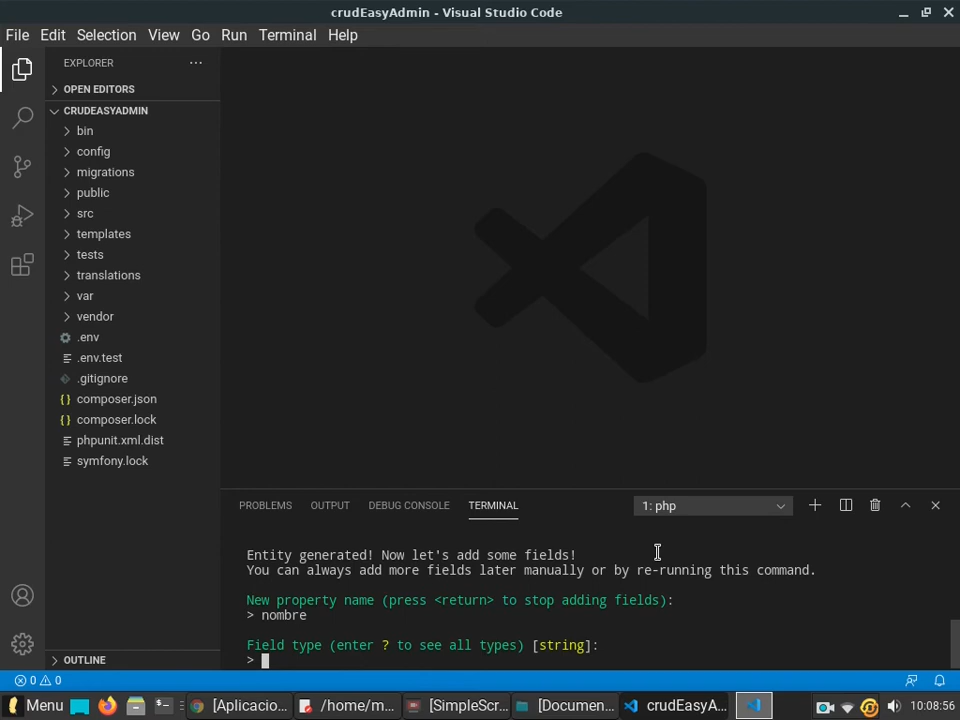 crudEasyAdmin - Visual Studio Code
File Edit Selection View Go Run Terminal Help
EXPLORER
OPEN EDITORS
CRUDEASYADMIN
bin
config
migrations
public
src
templates
tests
translations
var
vendor
.env
.env.test
.gitignore
composer.json
composer.lock
phpunit.xml.dist
symfony.lock
OUTLINE
PROBLEMS OUTPUT DEBUG CONSOLE TERMINAL 1: php
Entity generated! Now let's add some fields!
You can always add more fields later manually or by re-running this command.
New property name (press <return> to stop adding fields):
> nombre
Field type (enter ? to see all types) [string]:
>
0 0
Menu [Aplicacio... /home/m... [SimpleScr... [Documen... crudEasyA... 10:08:56